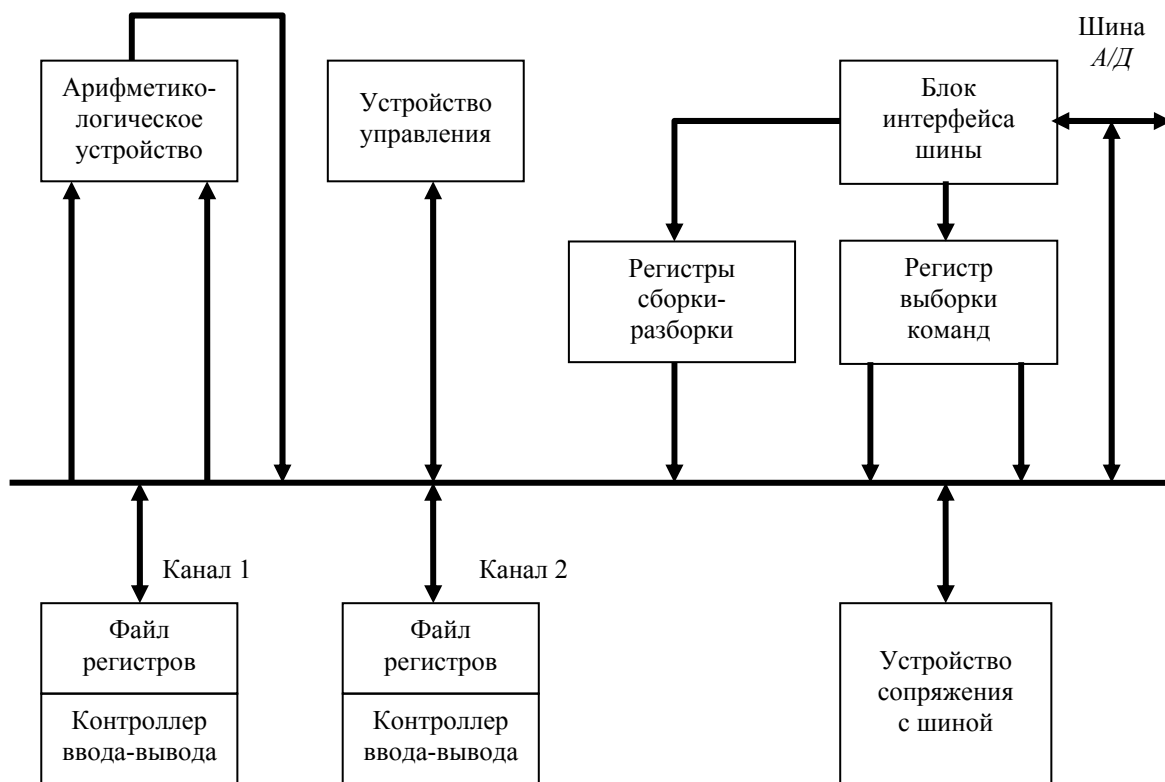 Шина
А/Д
Арифметико-
логическое
устройство
Устройство
управления
Блок
интерфейса
шины
Регистры
сборки-
разборки
Регистр
выборки
команд
Канал 1
Канал 2
Файл
регистров
Контроллер
ввода-вывода
Файл
регистров
Контроллер
ввода-вывода
Устройство
сопряжения
с шиной